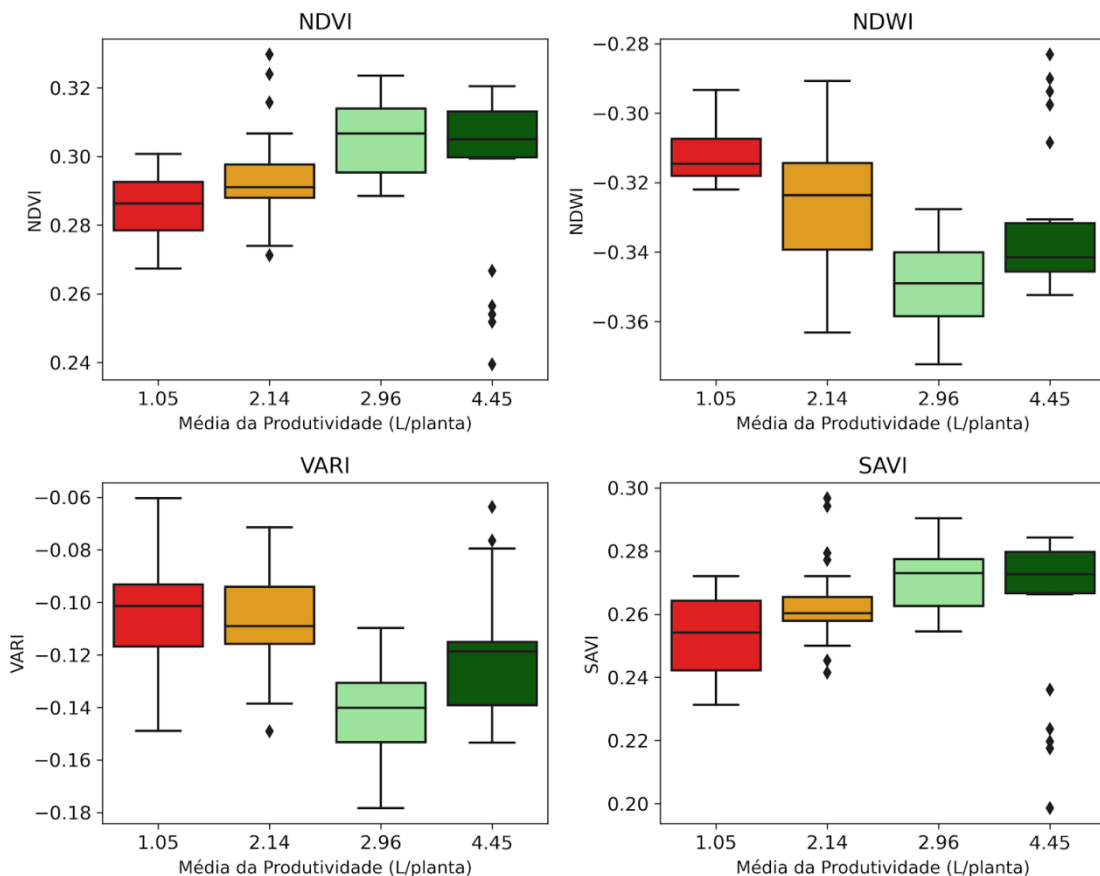 NDVI
0.32
0.30
0.28
0.26
0.24
NDVI
1.05 2.14 2.96 4.45
Média da Produtividade (L/planta)
NDWI
−0.28
−0.30
−0.32
−0.34
−0.36
NDWI
1.05 2.14 2.96 4.45
Média da Produtividade (L/planta)
VARI
−0.06
−0.08
−0.10
−0.12
−0.14
−0.16
−0.18
VARI
1.05 2.14 2.96 4.45
Média da Produtividade (L/planta)
SAVI
0.30
0.28
0.26
0.24
0.22
0.20
SAVI
1.05 2.14 2.96 4.45
Média da Produtividade (L/planta)